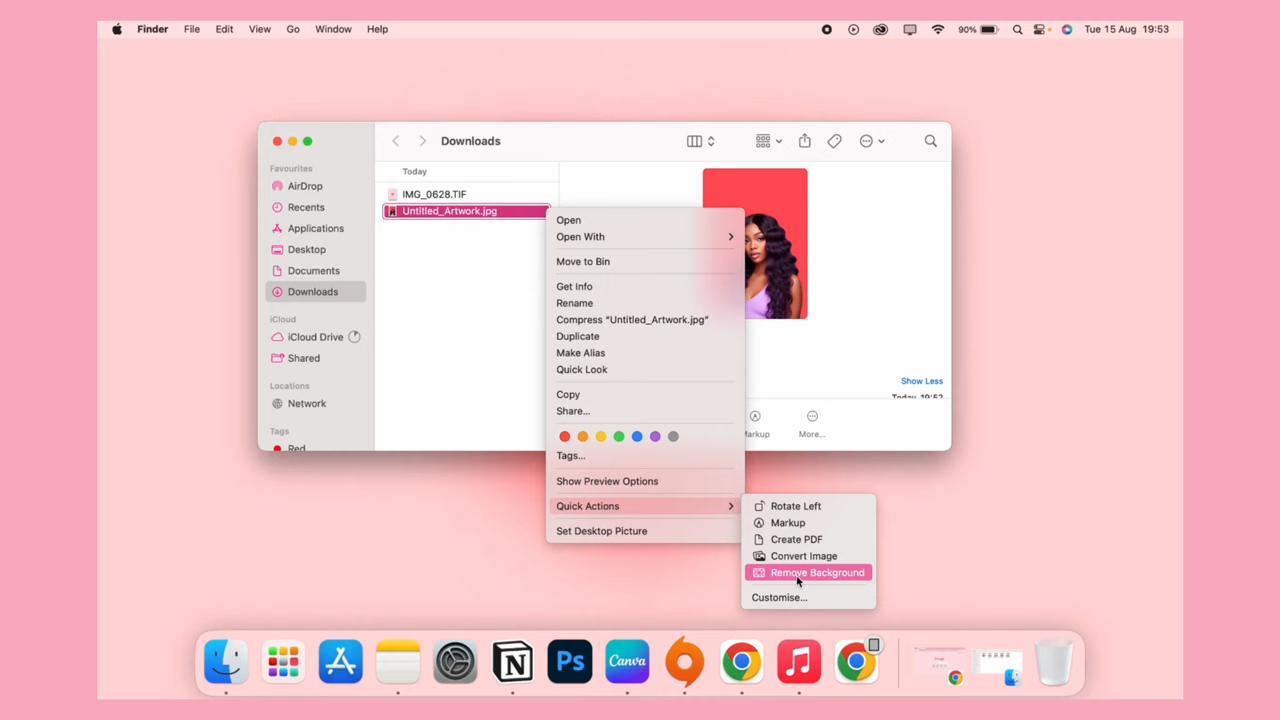 Finder File Edit View Go Window Help 90% Tue 15 Aug 19:53
Downloads
Favourites
AirDrop
Recents
Applications
Desktop
Documents
Downloads
iCloud
iCloud Drive
Shared
Locations
Network
Tags
Red
Today
IMG_0628.TIF
Untitled_Artwork.jpg
Show Less
Today, 19:52
Markup
More...
Open
Open With
Move to Bin
Get Info
Rename
Compress “Untitled_Artwork.jpg”
Duplicate
Make Alias
Quick Look
Copy
Share...
Tags...
Show Preview Options
Quick Actions
Set Desktop Picture
Rotate Left
Markup
Create PDF
Convert Image
Remove Background
Customise...
Ps
Canva